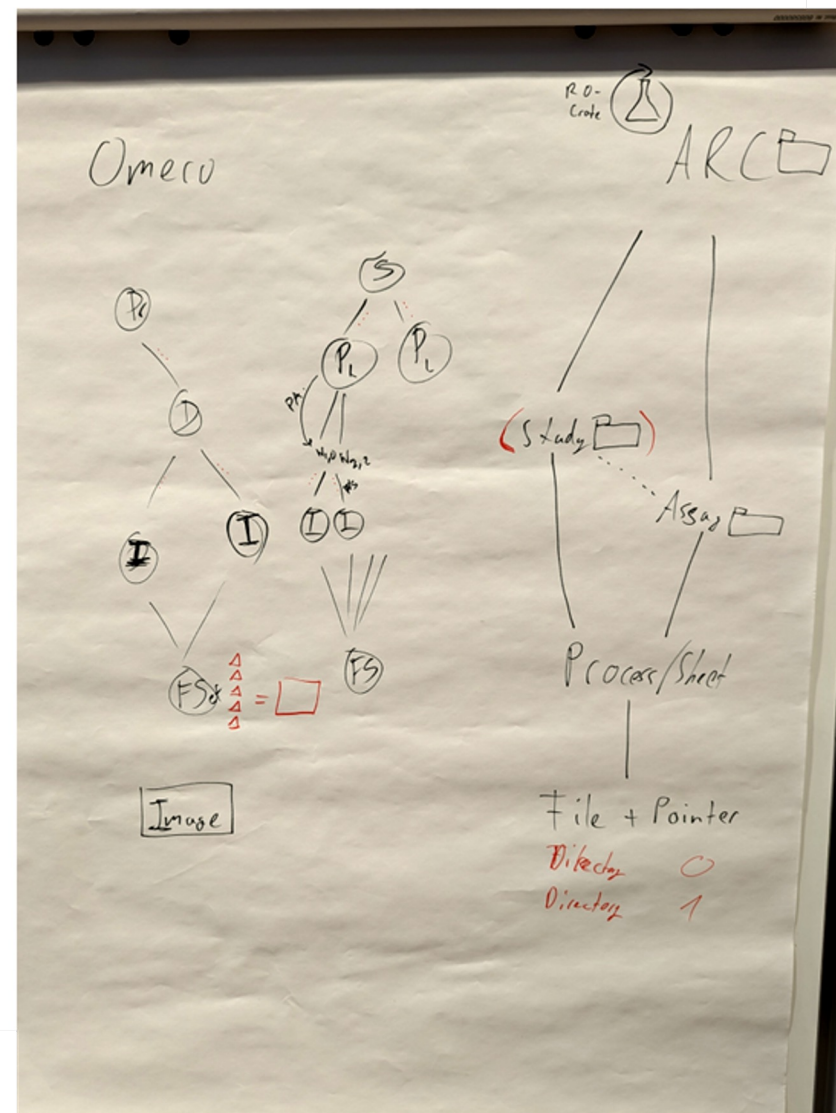 RO-
Crate
ARC
Omero
S
Pr
PL
PL
D
Study
I
I
I
I
Assay
FS
FS
Process/Sheet
Image
File + Pointer
Directory 0
Directory 1